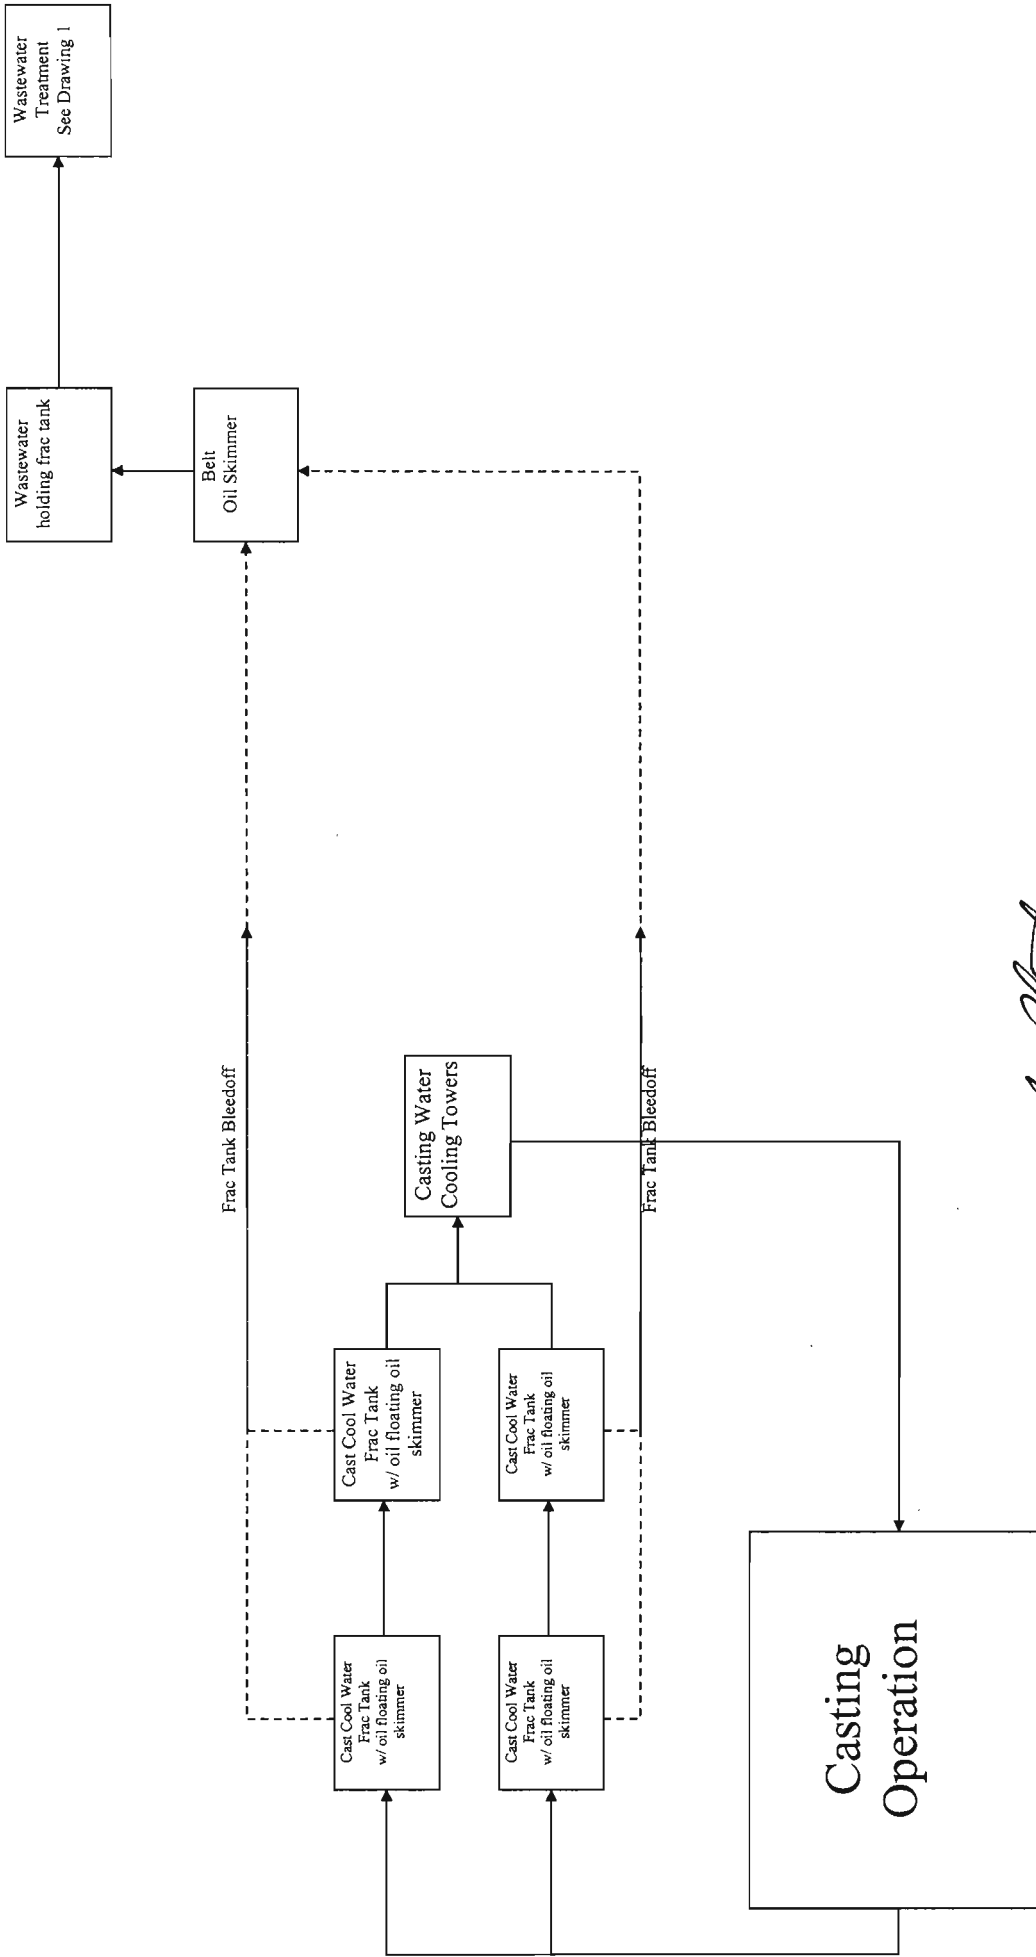 Wastewater
Treatment
See Drawing 1
Wastewater
holding frac tank
Belt
Oil Skimmer
Frac Tank Bleedoff
Casting Water
Cooling Towers
Frac Tank Bleedoff
Cast Cool Water
Frac Tank
w/ oil floating oil
skimmer
Cast Cool Water
Frac Tank
w/ oil floating oil
skimmer
Cast Cool Water
Frac Tank
w/ oil floating oil
skimmer
Cast Cool Water
Frac Tank
w/ oil floating oil
skimmer
Casting
Operation